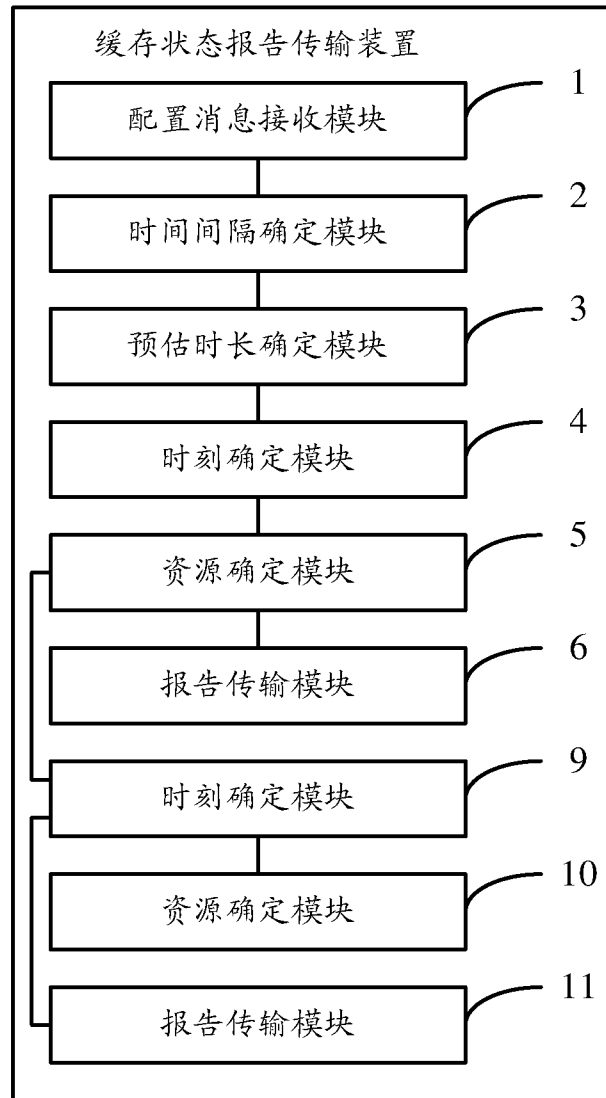 缓存状态报告传输装置
配置消息接收模块
1
时间间隔确定模块
2
预估时长确定模块
3
时刻确定模块
4
资源确定模块
5
报告传输模块
6
时刻确定模块
9
资源确定模块
10
报告传输模块
11